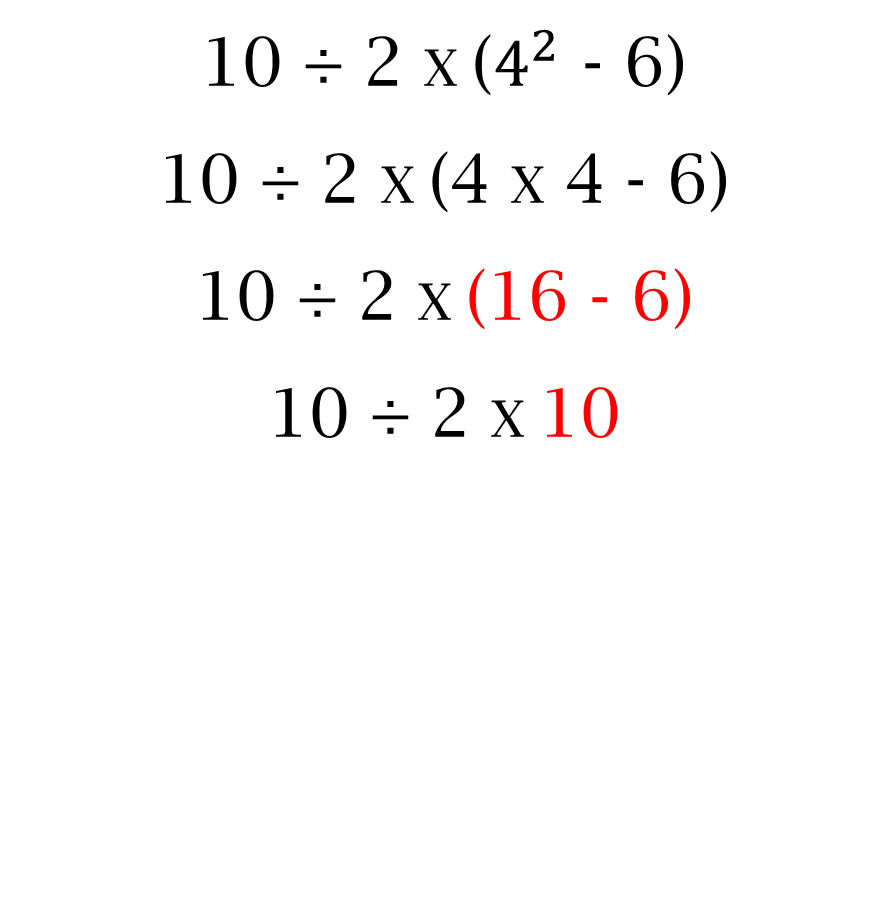 10 ÷ 2 x (4² - 6)
10 ÷ 2 x (4 x 4 - 6)
10 ÷ 2 x (16 - 6)
10 ÷ 2 x 10